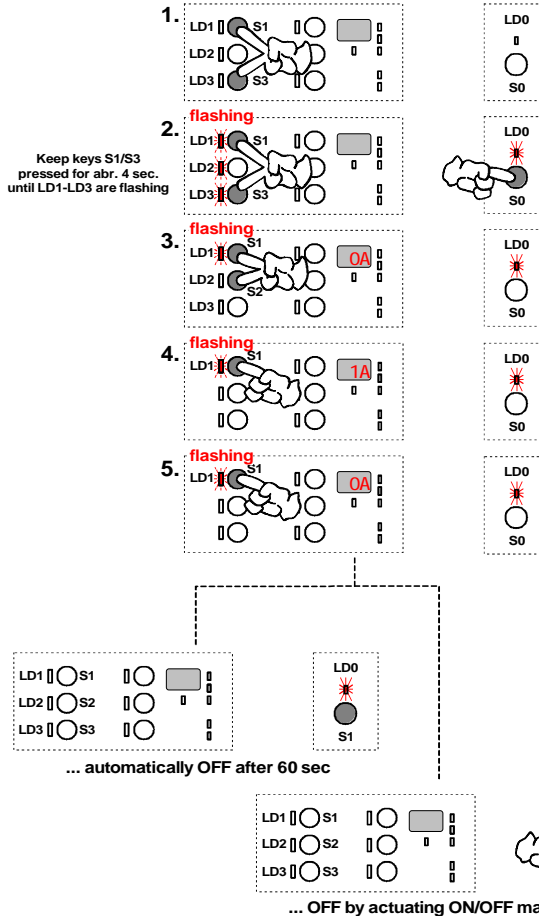 1.
LD1 S1
LD2
LD3 S3
LD0
S0
flashing
2.
LD1 S1
LD2
LD3 S3
Keep keys S1/S3
pressed for abr. 4 sec.
until LD1-LD3 are flashing
LD0
S0
flashing
3.
LD1 S1
LD2 S2
LD3
0A
LD0
S0
flashing
4.
LD1 S1
1A
LD0
S0
flashing
5.
LD1 S1
0A
LD0
S0
LD1 S1
LD2 S2
LD3 S3
LD0
S1
... automatically OFF after 60 sec
LD1 S1
LD2 S2
LD3 S3
... OFF by actuating ON/OFF